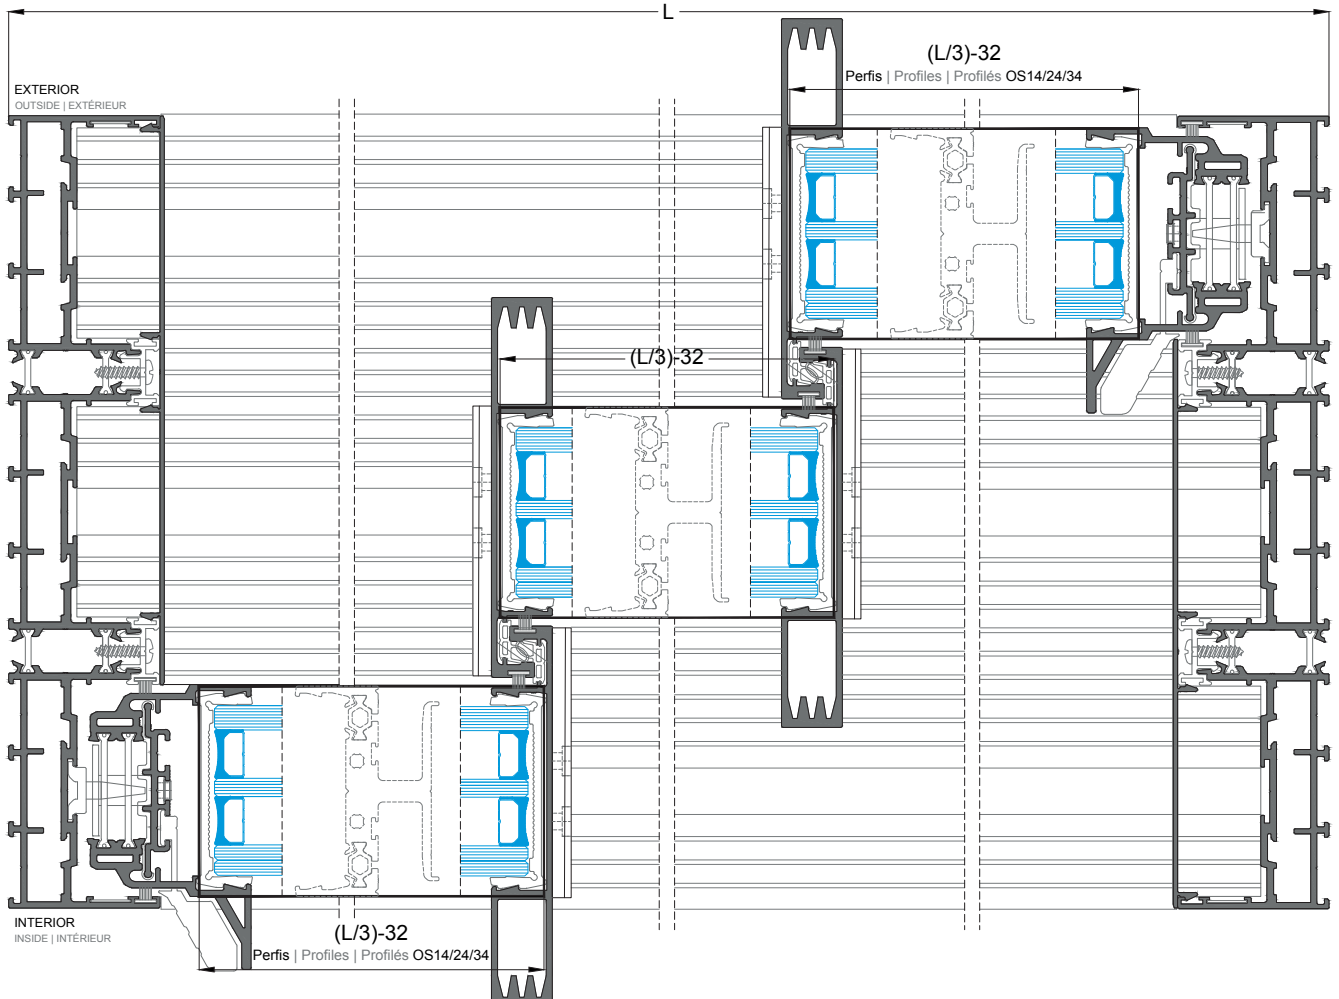 L
(L/3)-32
Perfis | Profiles | Profilés OS14/24/34
EXTERIOR
OUTSIDE | EXTÉRIEUR
(L/3)-32
INTERIOR
INSIDE | INTÉRIEUR
(L/3)-32
Perfis | Profiles | Profilés OS14/24/34